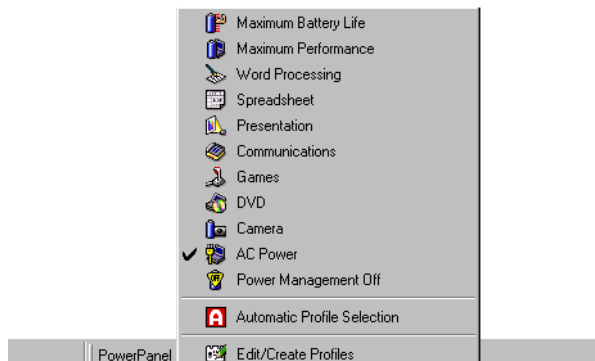 Maximum Battery Life
Maximum Performance
Word Processing
Spreadsheet
Presentation
Communications
Games
DVD
Camera
AC Power
OFF
Power Management Off
A
Automatic Profile Selection
PowerPanel
Edit/Create Profiles